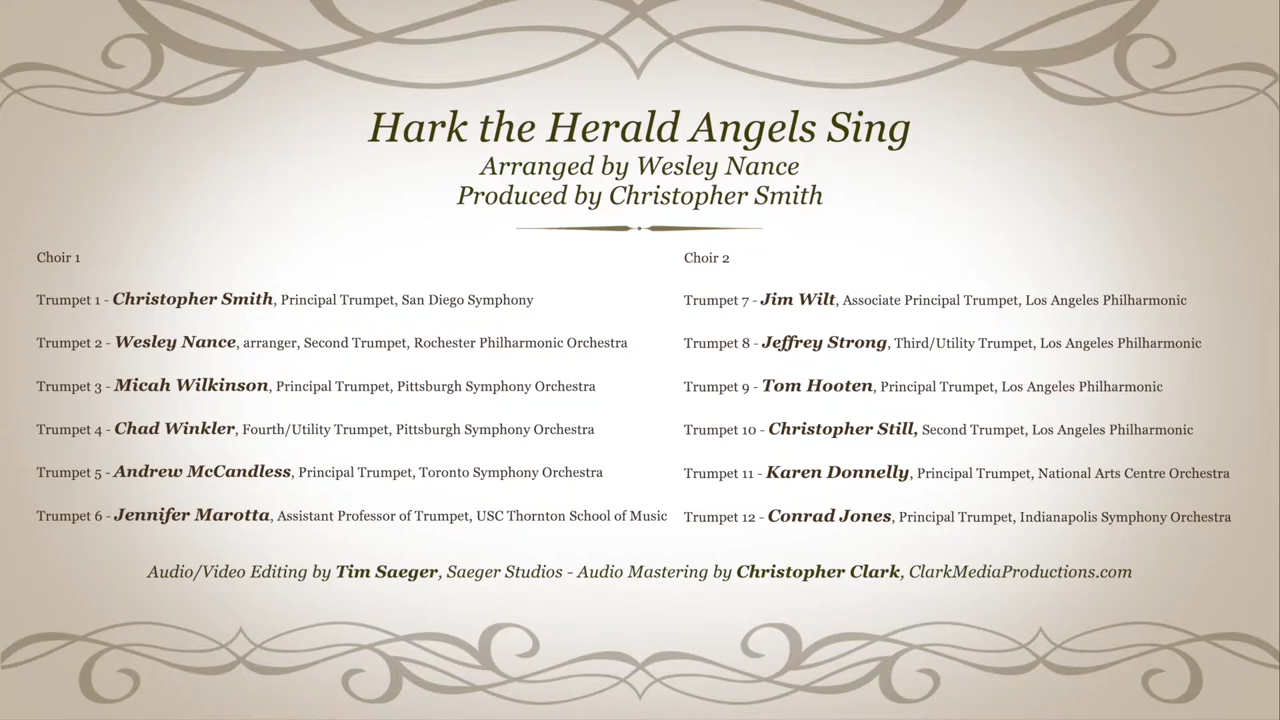 Hark the Herald Angels Sing
Arranged by Wesley Nance
Produced by Christopher Smith
Choir 1
Trumpet 1 - Christopher Smith, Principal Trumpet, San Diego Symphony
Trumpet 2 - Wesley Nance, arranger, Second Trumpet, Rochester Philharmonic Orchestra
Trumpet 3 - Micah Wilkinson, Principal Trumpet, Pittsburgh Symphony Orchestra
Trumpet 4 - Chad Winkler, Fourth/Utility Trumpet, Pittsburgh Symphony Orchestra
Trumpet 5 - Andrew McCandless, Principal Trumpet, Toronto Symphony Orchestra
Trumpet 6 - Jennifer Marotta, Assistant Professor of Trumpet, USC Thornton School of Music
Choir 2
Trumpet 7 - Jim Wilt, Associate Principal Trumpet, Los Angeles Philharmonic
Trumpet 8 - Jeffrey Strong, Third/Utility Trumpet, Los Angeles Philharmonic
Trumpet 9 - Tom Hooten, Principal Trumpet, Los Angeles Philharmonic
Trumpet 10 - Christopher Still, Second Trumpet, Los Angeles Philharmonic
Trumpet 11 - Karen Donnelly, Principal Trumpet, National Arts Centre Orchestra
Trumpet 12 - Conrad Jones, Principal Trumpet, Indianapolis Symphony Orchestra
Audio/Video Editing by Tim Saeger, Saeger Studios - Audio Mastering by Christopher Clark, ClarkMediaProductions.com